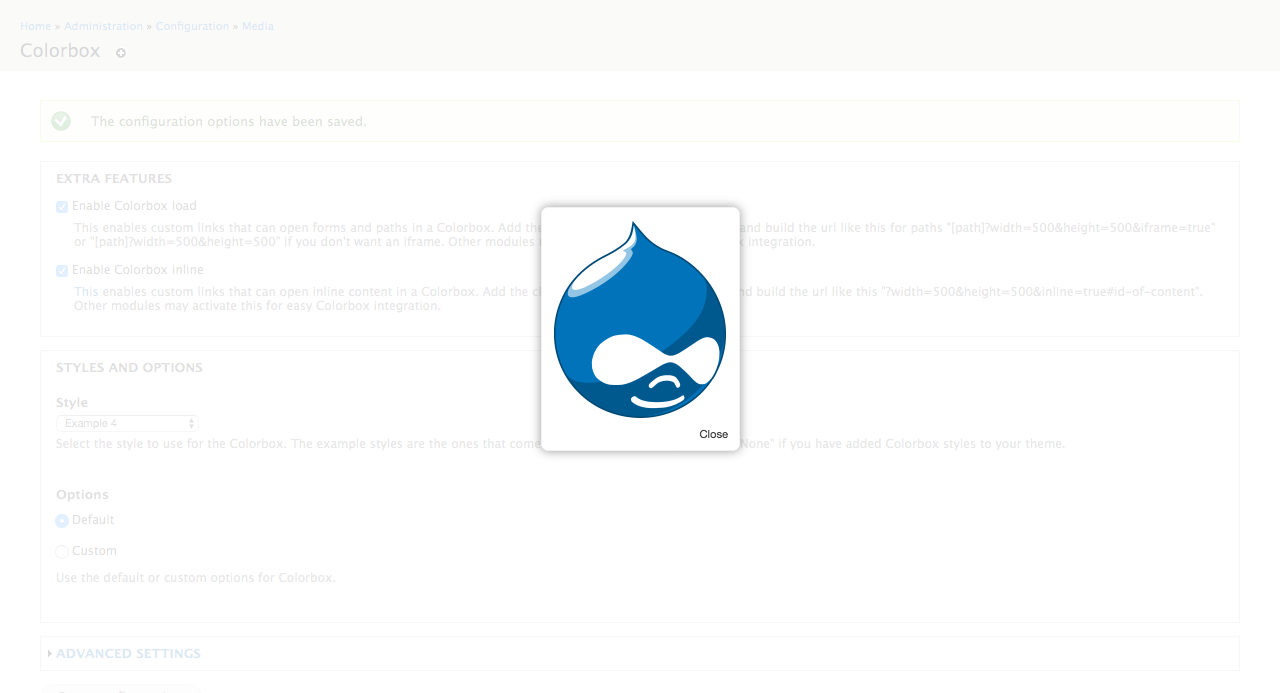 Home » Administration » Configuration » Media
Colorbox
The configuration options have been saved.
EXTRA FEATURES
Enable Colorbox load
This enables custom links that can open forms and paths in a Colorbox. Add the and build the url like this for paths "[path]?width=500&height=500&iframe=true"
or "[path]?width=500&height=500" if you don't want an iframe. Other modules integration.
Enable Colorbox inline
This enables custom links that can open inline content in a Colorbox. Add the and build the url like this "?width=500&height=500&inline=true#id-of-content".
Other modules may activate this for easy Colorbox integration.
STYLES AND OPTIONS
Style
Example 4
Select the style to use for the Colorbox. The example styles are the ones that come None" if you have added Colorbox styles to your theme.
Close
Options
Default
Custom
Use the default or custom options for Colorbox.
ADVANCED SETTINGS